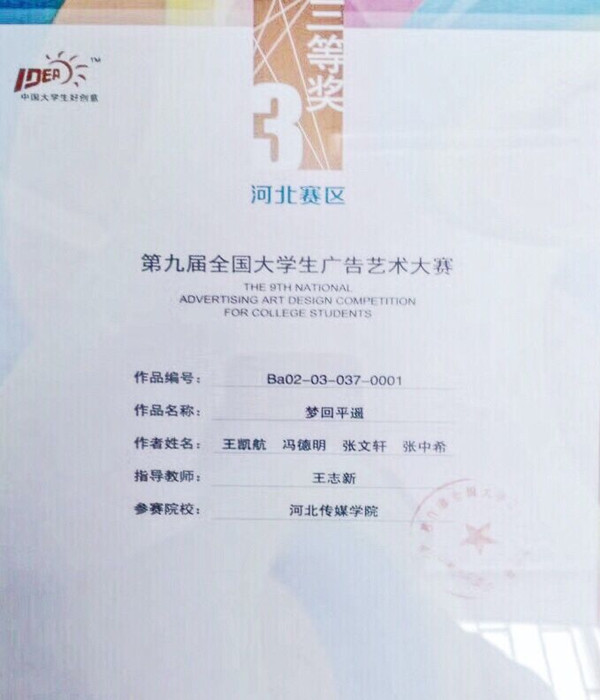 三等奖
3
IDEA™
中国大学生好创意
河北赛区
第九届全国大学生广告艺术大赛
THE 9TH NATIONAL
ADVERTISING ART DESIGN COMPETITION
FOR COLLEGE STUDENTS
作品编号： Ba02-03-037-0001
作品名称： 梦回平遥
作者姓名： 王凯航 冯德明 张文轩 张中希
指导教师： 王志新
参赛院校： 河北传媒学院